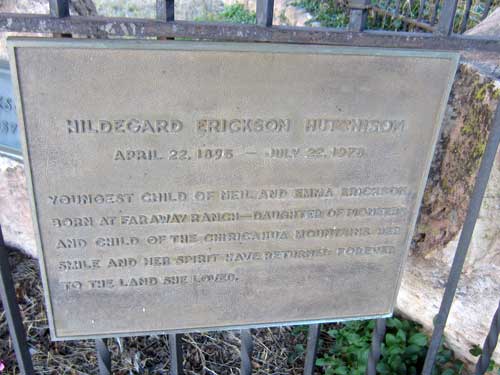 HILDEGARD ERICKSON HUTCHISON
APRIL 22, 1895 — JULY 22, 1978
YOUNGEST CHILD OF NEIL AND EMMA ERICKSON,
BORN AT FARAWAY RANCH—DAUGHTER OF PIONEERS
AND CHILD OF THE CHIRICAHUA MOUNTAINS. HER
SMILE AND HER SPIRIT HAVE RETURNED FOREVER
TO THE LAND SHE LOVED.